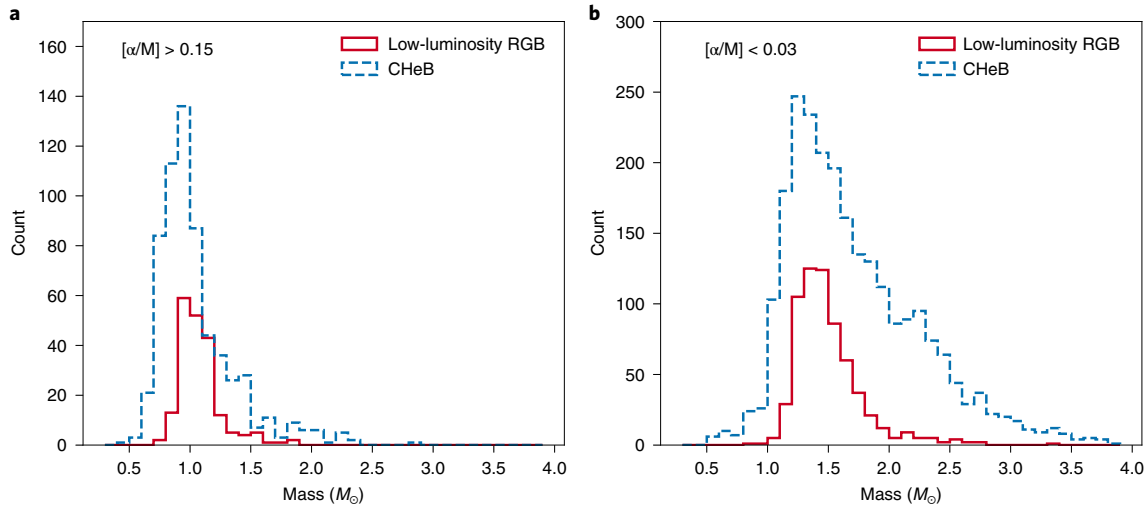 a
[α/M] > 0.15
Low-luminosity RGB
CHeB
160
140
120
100
80
60
40
20
0
Count
0.5 1.0 1.5 2.0 2.5 3.0 3.5 4.0
Mass (M☉)
b
[α/M] < 0.03
Low-luminosity RGB
CHeB
300
250
200
150
100
50
0
Count
0.5 1.0 1.5 2.0 2.5 3.0 3.5 4.0
Mass (M☉)